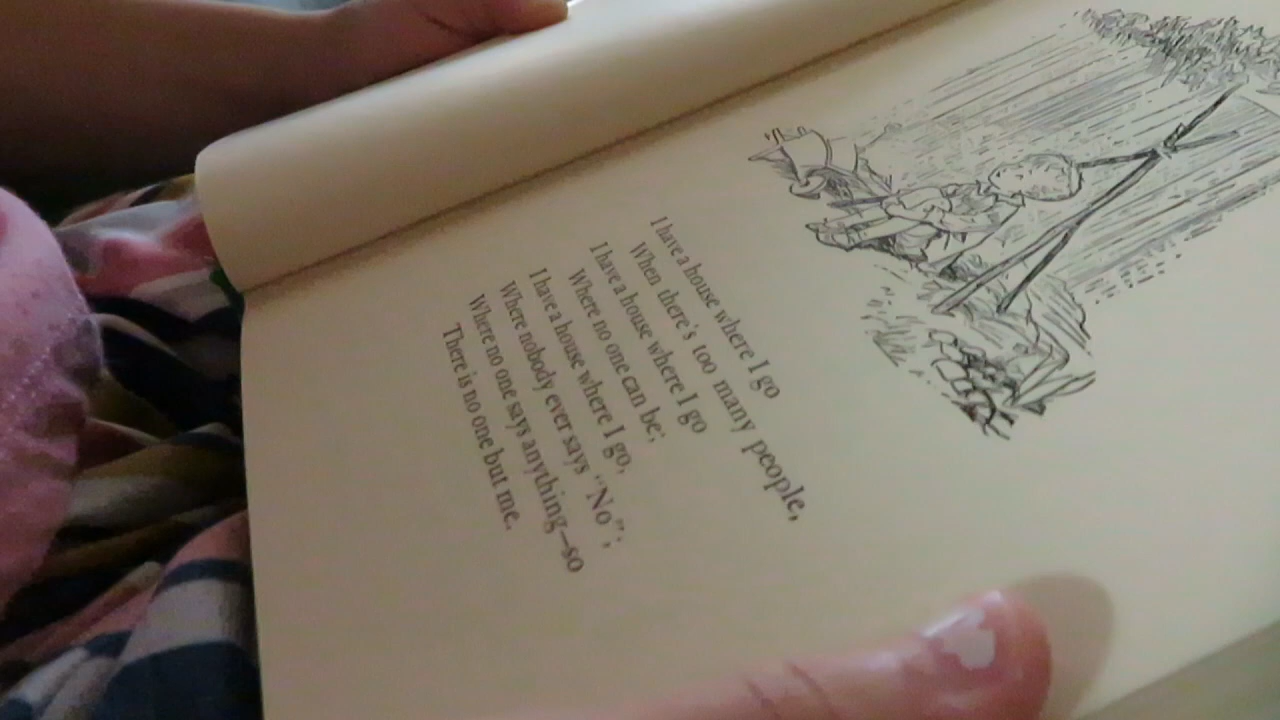 I have a house where I go
When there's too many people,
I have a house where I go
Where no one can be;
I have a house where I go,
Where nobody ever says "No";
Where no one says anything—so
There is no one but me.